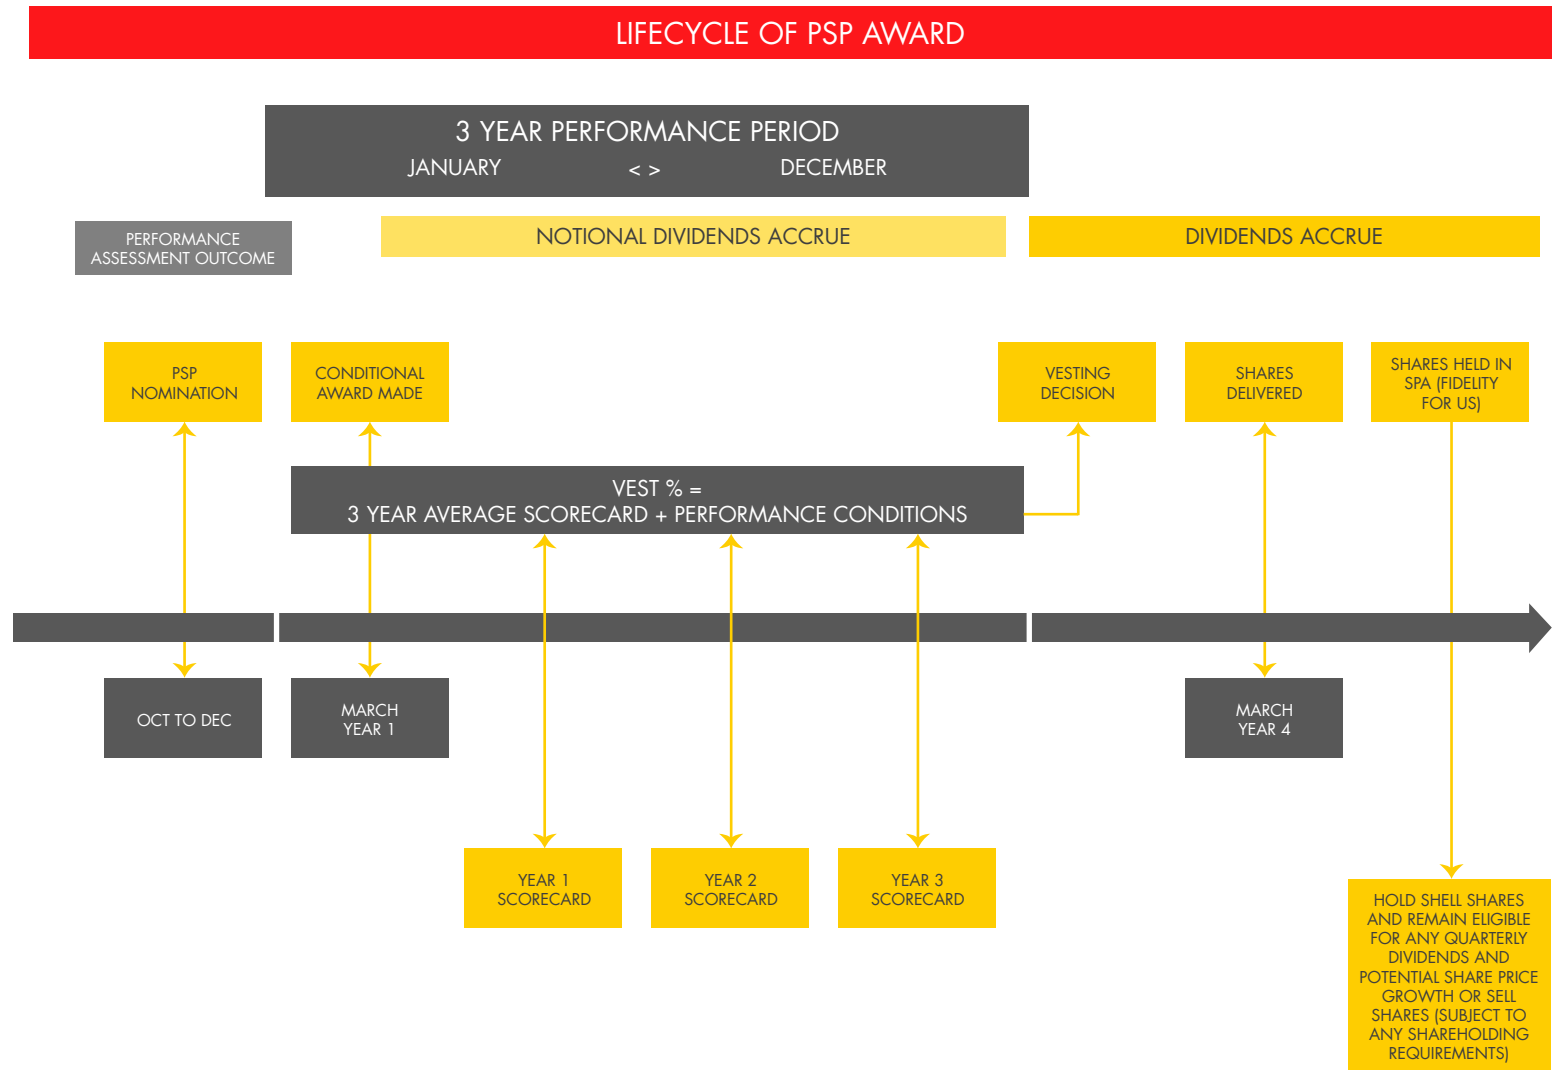 LIFECYCLE OF PSP AWARD
3 YEAR PERFORMANCE PERIOD
JANUARY < > DECEMBER
PERFORMANCE
ASSESSMENT OUTCOME
NOTIONAL DIVIDENDS ACCRUE
DIVIDENDS ACCRUE
PSP
NOMINATION
CONDITIONAL
AWARD MADE
VESTING
DECISION
SHARES
DELIVERED
SHARES HELD IN
SPA (FIDELITY
FOR US)
VEST % =
3 YEAR AVERAGE SCORECARD + PERFORMANCE CONDITIONS
OCT TO DEC
MARCH
YEAR 1
MARCH
YEAR 4
YEAR 1
SCORECARD
YEAR 2
SCORECARD
YEAR 3
SCORECARD
HOLD SHELL SHARES
AND REMAIN ELIGIBLE
FOR ANY QUARTERLY
DIVIDENDS AND
POTENTIAL SHARE PRICE
GROWTH OR SELL
SHARES (SUBJECT TO
ANY SHAREHOLDING
REQUIREMENTS)